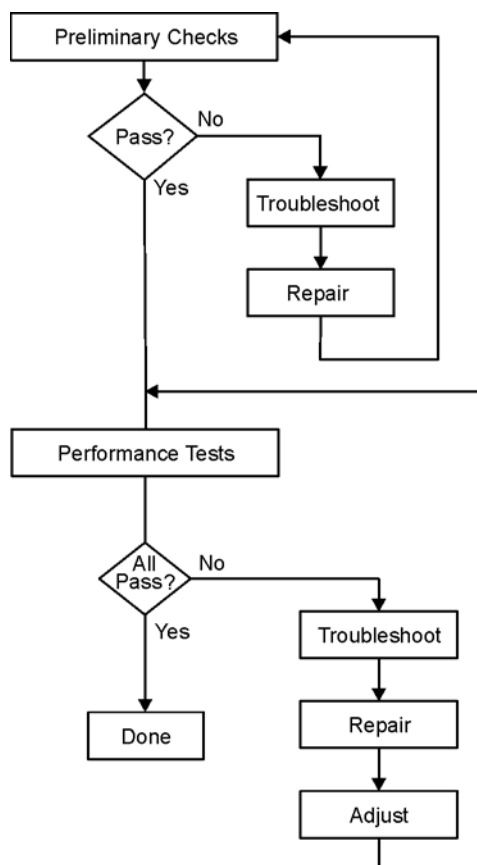 Preliminary Checks
Pass?
No
Yes
Troubleshoot
Repair
Performance Tests
All
Pass?
No
Yes
Troubleshoot
Done
Repair
Adjust